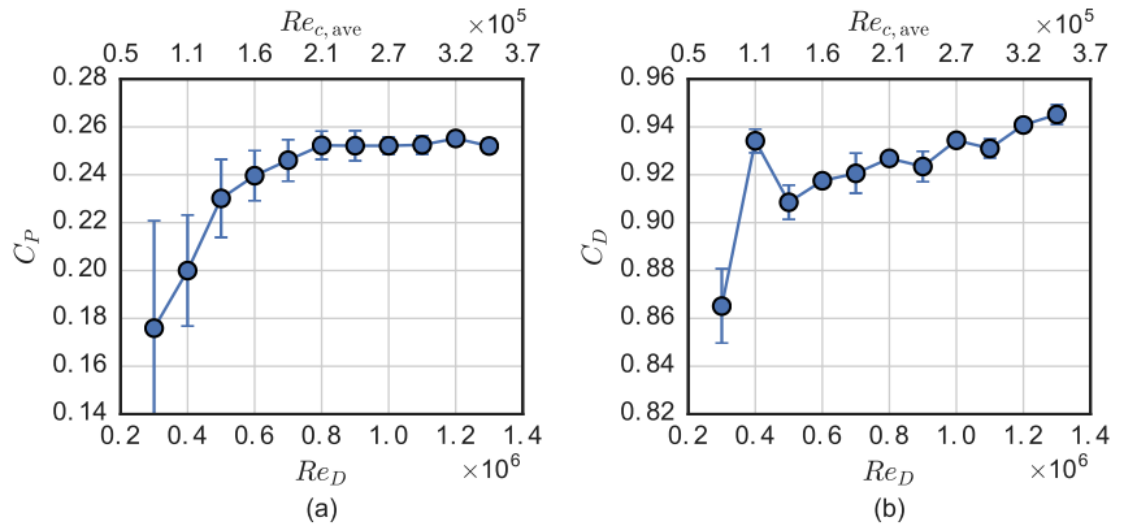 Re_{c, ave} ×10^5
0.5 1.1 1.6 2.1 2.7 3.2 3.7
0.28
0.26
0.24
0.22
0.20
0.18
0.16
0.14
C_P
0.2 0.4 0.6 0.8 1.0 1.2 1.4
Re_D ×10^6
(a)
Re_{c, ave} ×10^5
0.5 1.1 1.6 2.1 2.7 3.2 3.7
0.96
0.94
0.92
0.90
0.88
0.86
0.84
0.82
C_D
0.2 0.4 0.6 0.8 1.0 1.2 1.4
Re_D ×10^6
(b)